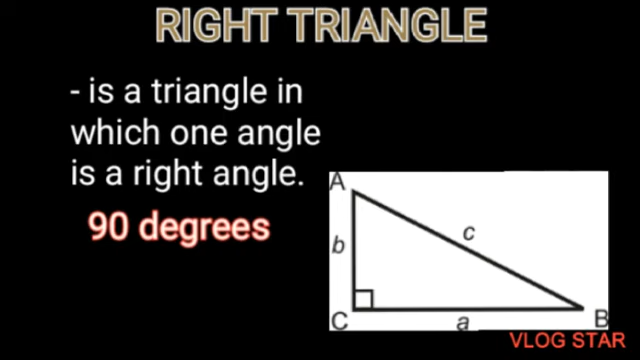 RIGHT TRIANGLE
- is a triangle in
which one angle
is a right angle.
90 degrees
A
b
c
C
a
B
VLOG STAR